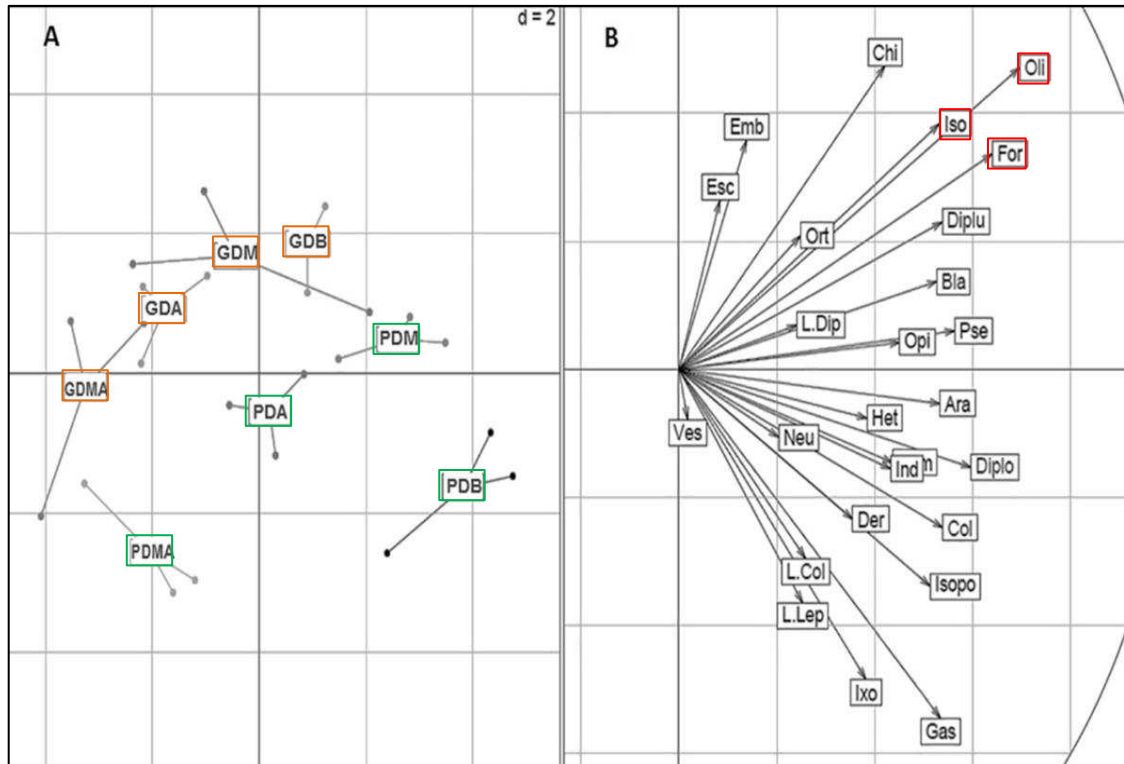 A
d = 2
GDM
GDB
GDA
PDM
GDMA
PDA
PDB
PDMA
B
Chi
Oli
Iso
Emb
For
Esc
Diplu
Ort
Bla
L.Dip
Pse
Opi
Ara
Het
Ves
Neu
Ind
Diplo
Der
Col
L.Col
Isopo
L.Lep
Ixo
Gas